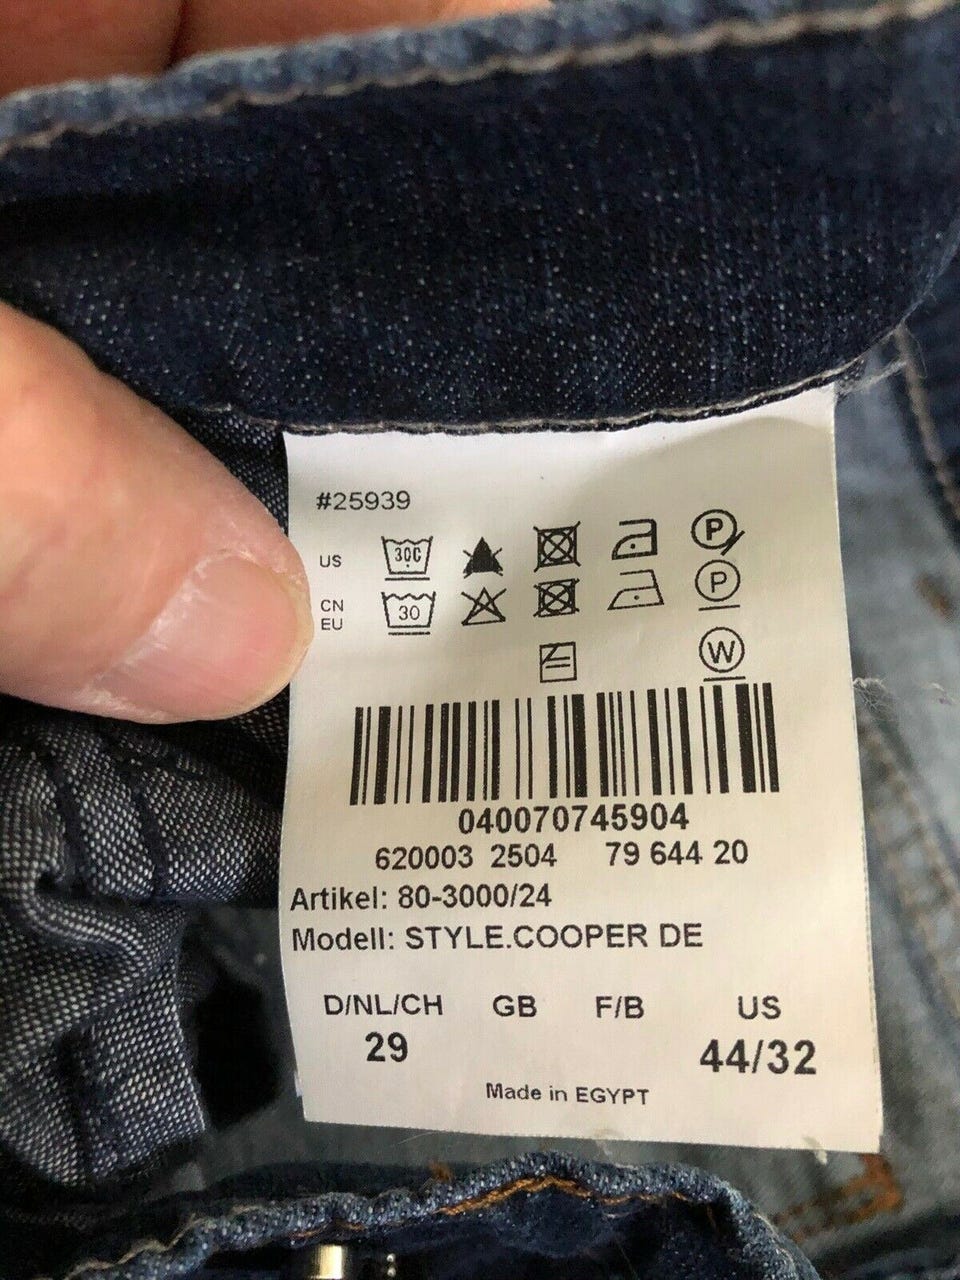 #25939
US 30C P
CN
EU 30 P
W
040070745904
620003 2504 79 644 20
Artikel: 80-3000/24
Modell: STYLE.COOPER DE
D/NL/CH GB F/B US
29 44/32
Made in EGYPT